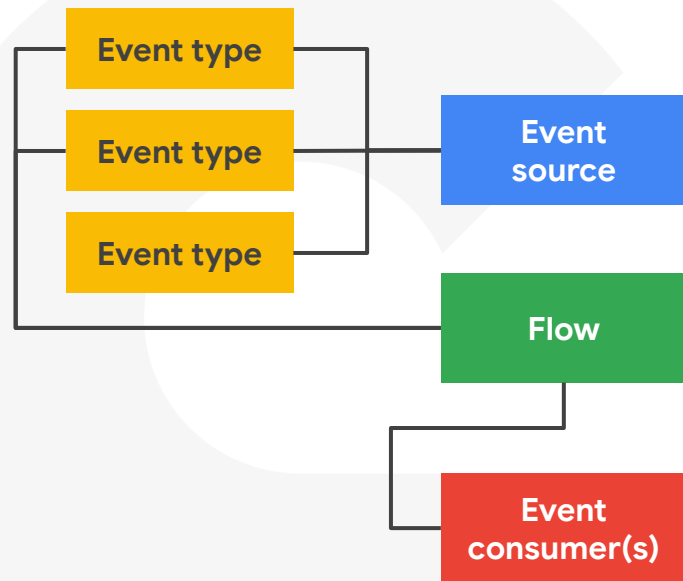 Event type
Event type
Event type
Event
source
Flow
Event
consumer(s)